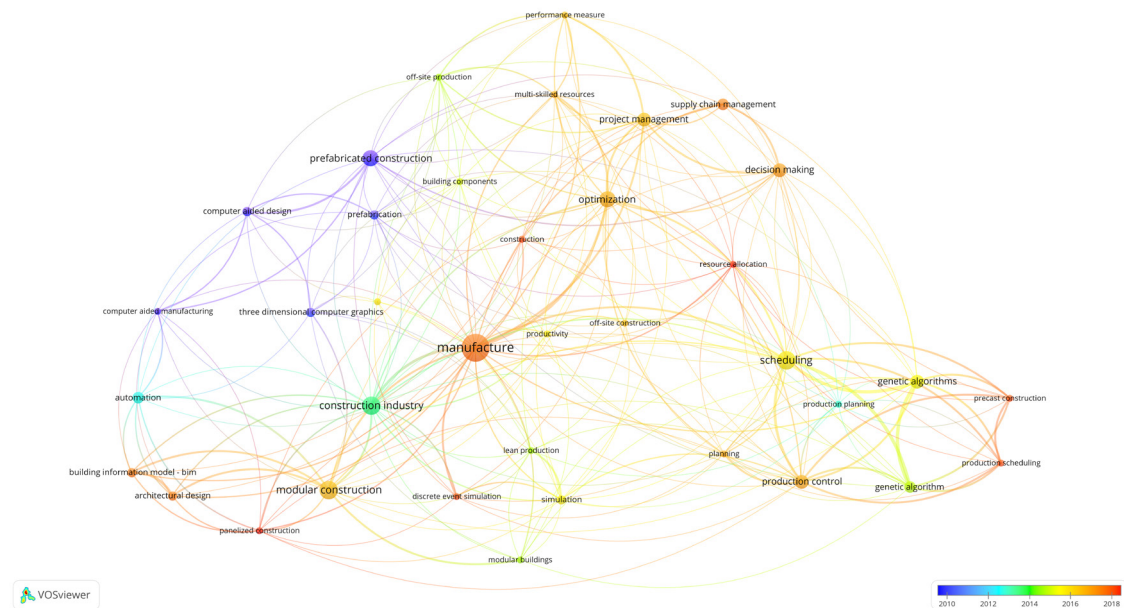 performance measure
off-site production
multi-skilled resources
supply chain management
project management
prefabricated construction
decision making
building components
optimization
computer aided design
prefabrication
construction
resource allocation
computer aided manufacturing
three dimensional computer graphics
off-site construction
productivity
manufacture
scheduling
genetic algorithms
automation
precast construction
construction industry
production planning
lean production
planning
production scheduling
building information model - bim
production control
modular construction
genetic algorithm
architectural design
discrete event simulation
simulation
panelized construction
modular buildings
VOSviewer
2010 2012 2014 2016 2018